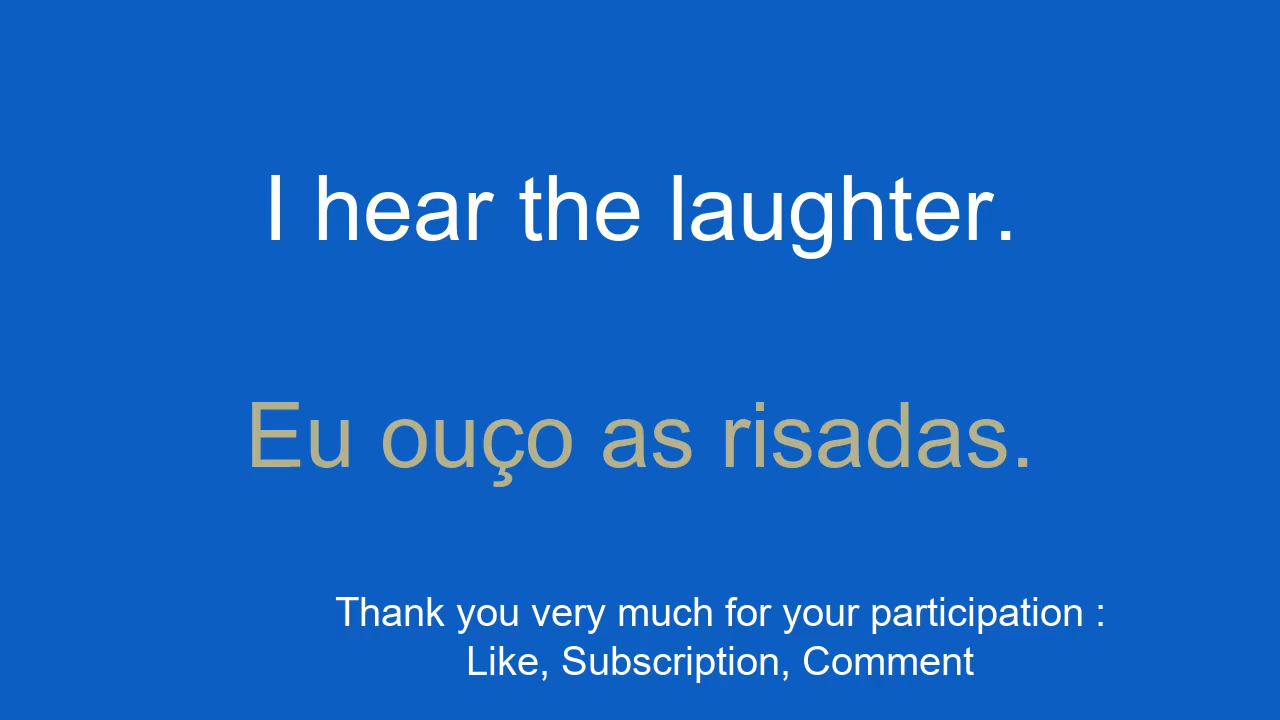 I hear the laughter.
Eu ouço as risadas.
Thank you very much for your participation :
Like, Subscription, Comment